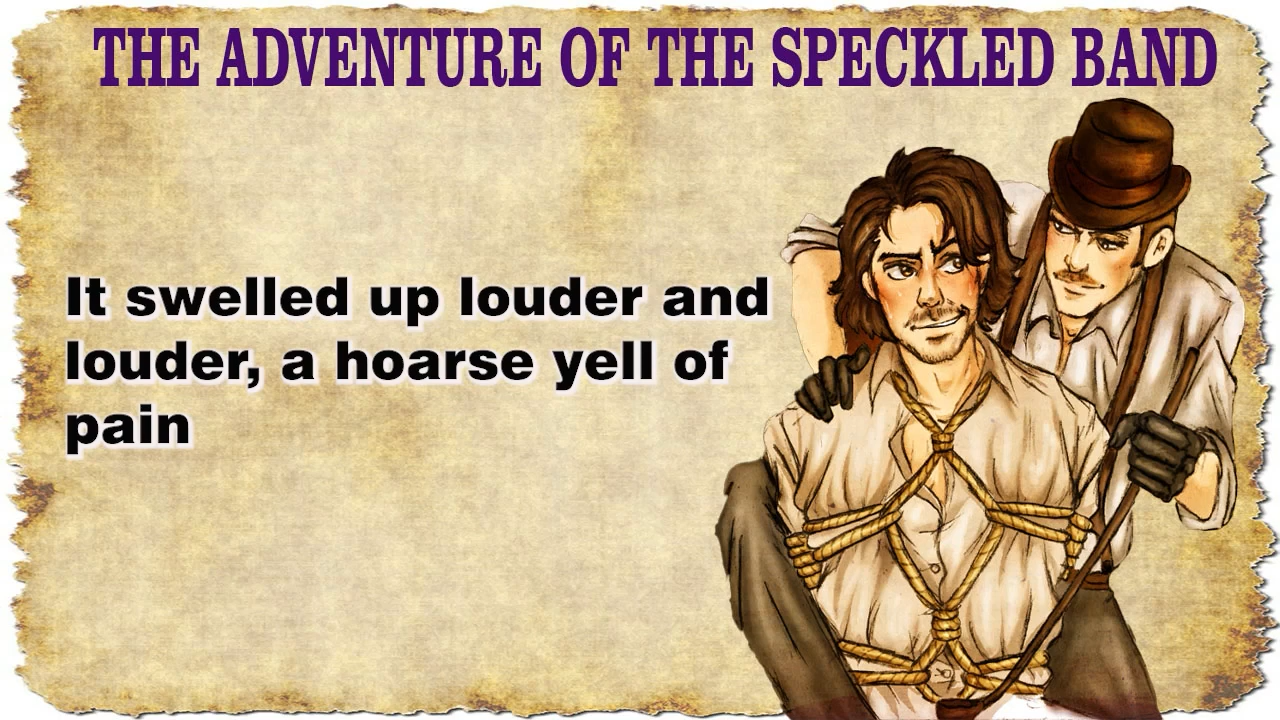 THE ADVENTURE OF THE SPECKLED BAND
It swelled up louder and
louder, a hoarse yell of
pain